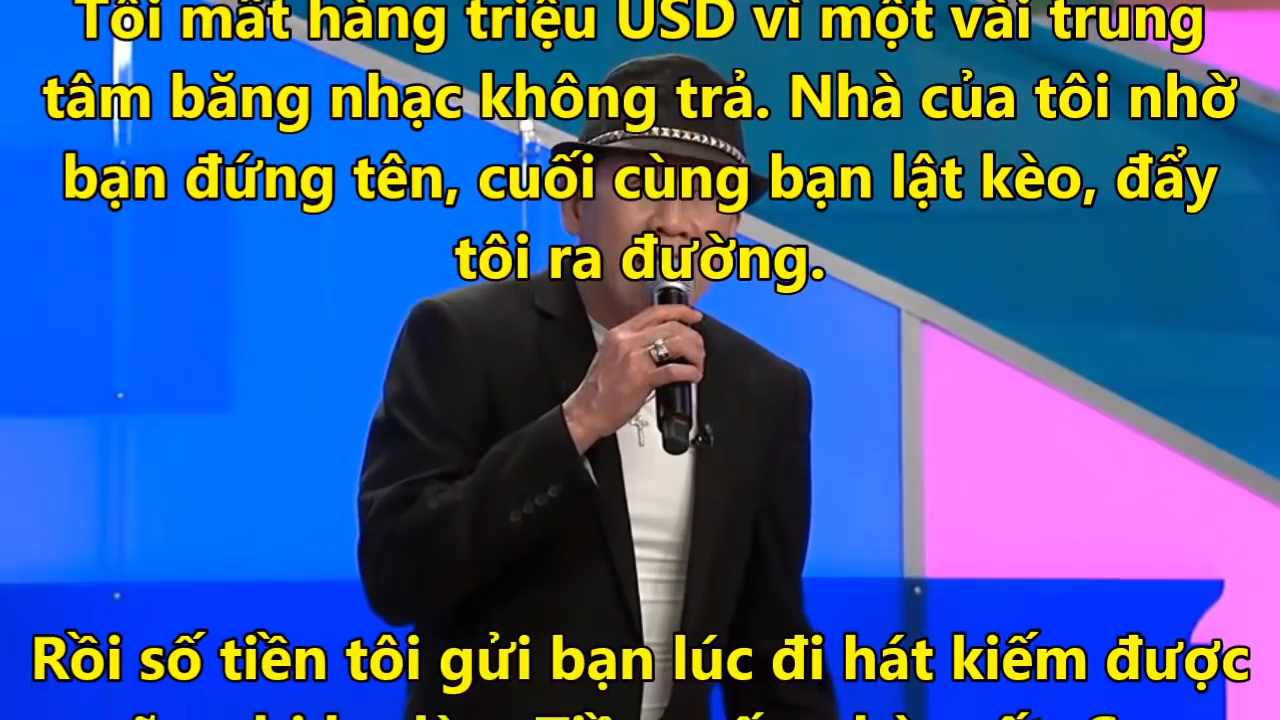 Tôi mất hàng triệu USD vì một vài trung
tâm băng nhạc không trả. Nhà của tôi nhờ
bạn đứng tên, cuối cùng bạn lật kèo, đẩy
tôi ra đường.
Rồi số tiền tôi gửi bạn lúc đi hát kiếm được